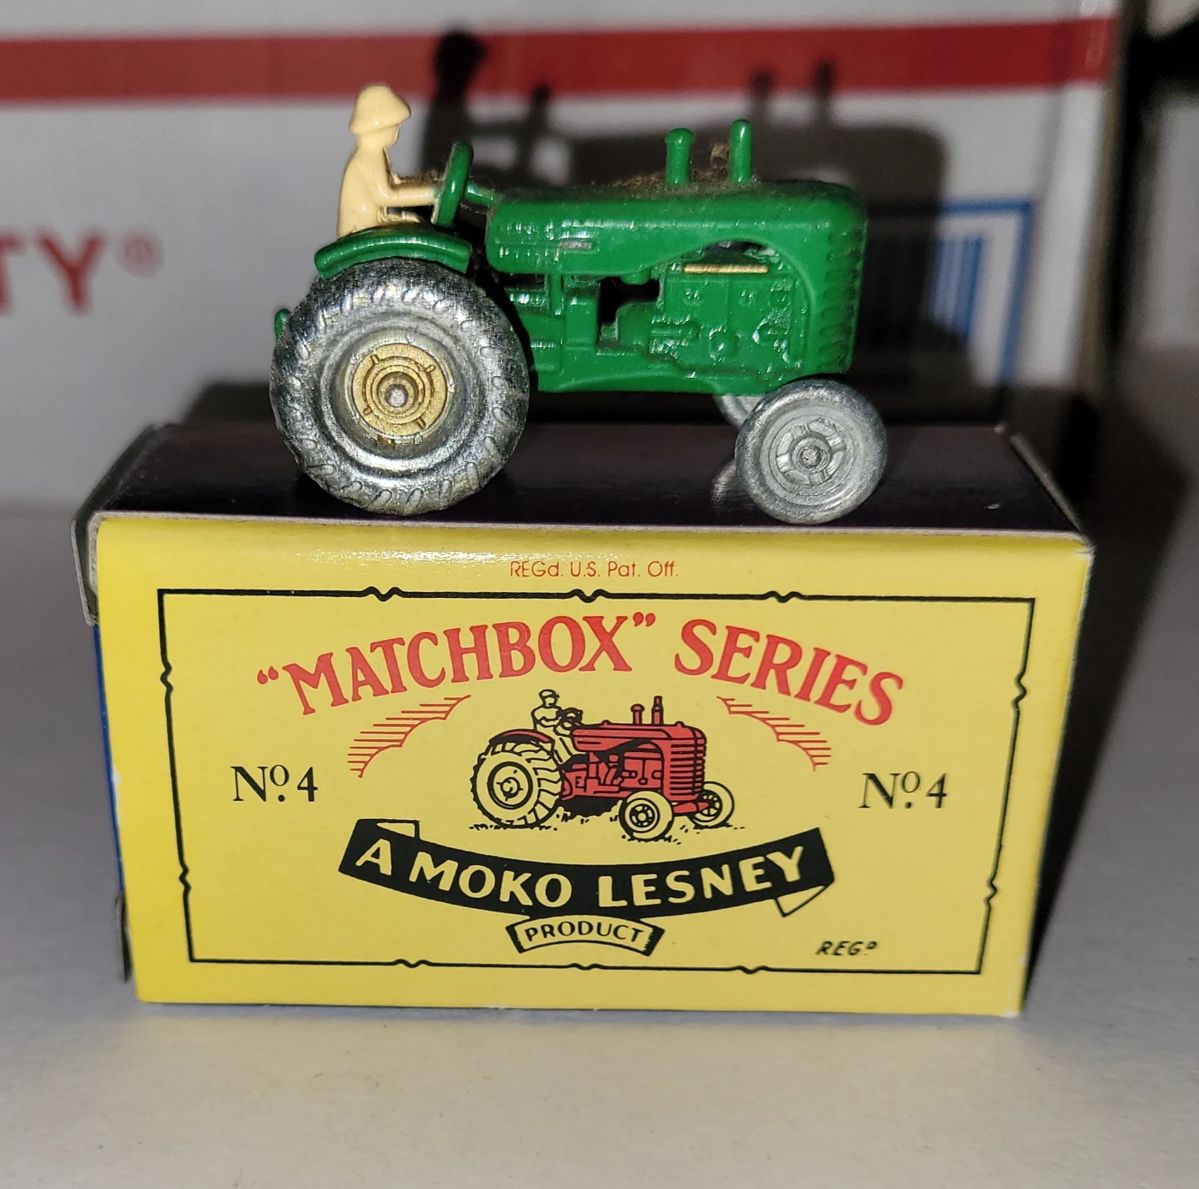 TY®
REGd. U.S. Pat. Off.
"MATCHBOX" SERIES
Nº.4
Nº.4
A MOKO LESNEY
PRODUCT
REGᴰ